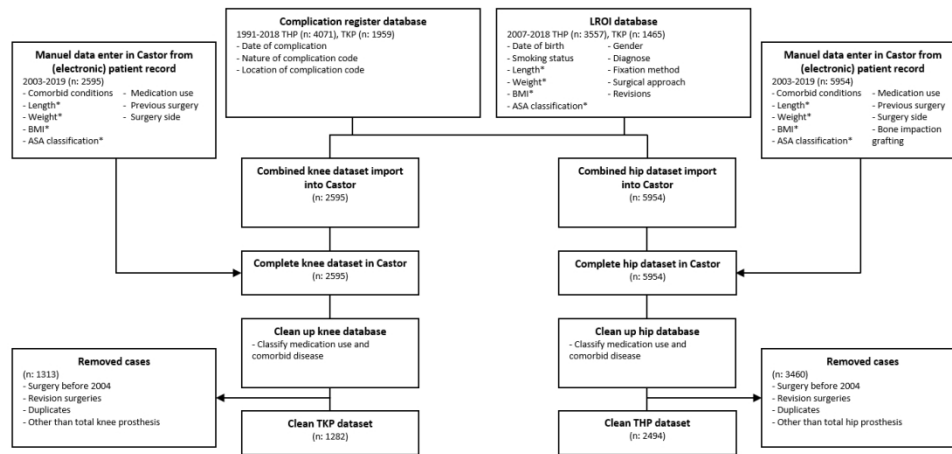 Complication register database
1991-2018 THP (n: 4071), TKP (n: 1959)
- Date of complication
- Nature of complication code
- Location of complication code
LROI database
2007-2018 THP (n: 3557), TKP (n: 1465)
- Date of birth
- Smoking status
- Length*
- Weight*
- BMI*
- ASA classification*
- Gender
- Diagnose
- Fixation method
- Surgical approach
- Revisions
Manuel data enter in Castor from
(electronic) patient record
2003-2019 (n: 2595)
- Comorbid conditions
- Length*
- Weight*
- BMI*
- ASA classification*
- Medication use
- Previous surgery
- Surgery side
Manuel data enter in Castor from
(electronic) patient record
2003-2019 (n: 5954)
- Comorbid conditions
- Length*
- Weight*
- BMI*
- ASA classification*
- Medication use
- Previous surgery
- Surgery side
- Bone impaction
grafting
Combined knee dataset import
into Castor
(n: 2595)
Combined hip dataset import
into Castor
(n: 5954)
Complete knee dataset in Castor
(n: 2595)
Complete hip dataset in Castor
(n: 5954)
Clean up knee database
- Classify medication use and
comorbid disease
Clean up hip database
- Classify medication use and
comorbid disease
Removed cases
(n: 1313)
- Surgery before 2004
- Revision surgeries
- Duplicates
- Other than total knee prosthesis
Removed cases
(n: 3460)
- Surgery before 2004
- Revision surgeries
- Duplicates
- Other than total hip prosthesis
Clean TKP dataset
(n: 1282)
Clean THP dataset
(n: 2494)